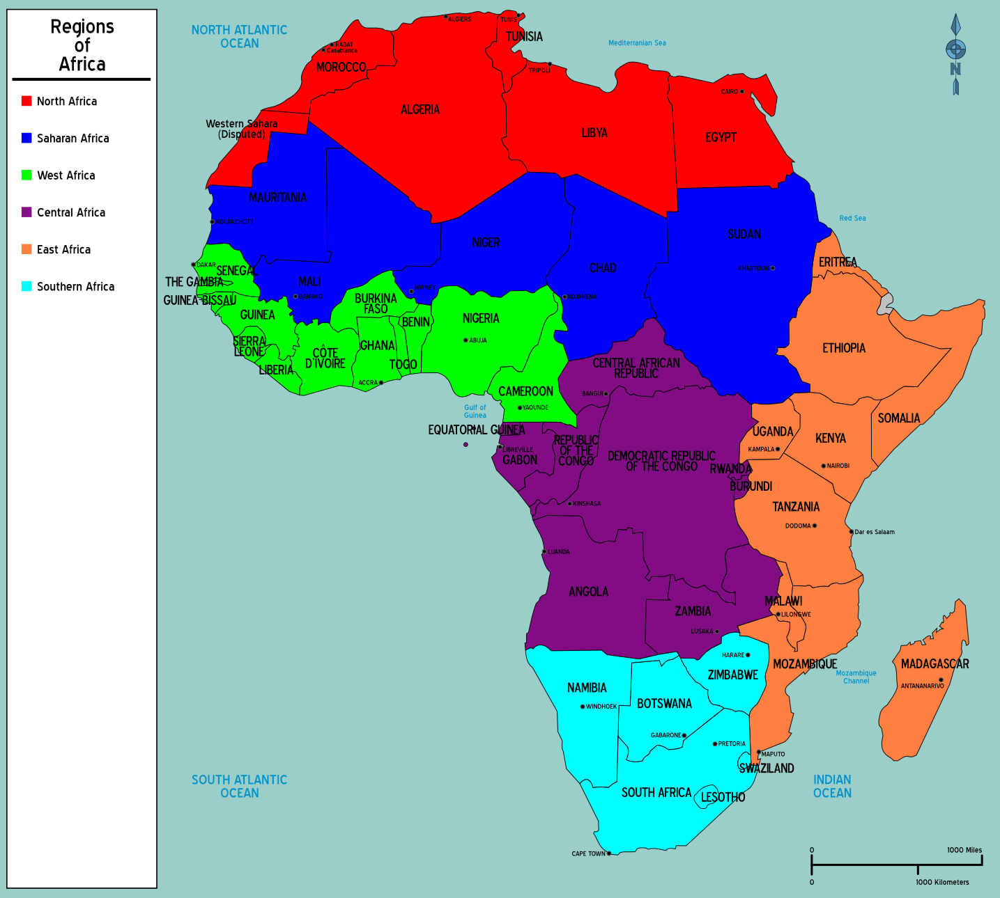 Regions
of
Africa
North Africa
Saharan Africa
West Africa
Central Africa
East Africa
Southern Africa
NORTH ATLANTIC
OCEAN
Mediterranean Sea
N
ALGIERS
TUNIS
TUNISIA
RABAT
Casablanca
MOROCCO
TRIPOLI
CAIRO
ALGERIA
Western Sahara
(Disputed)
LIBYA
EGYPT
MAURITANIA
NOUAKCHOTT
Red Sea
SUDAN
NIGER
CHAD
KHARTOUM
ERITREA
DAKAR
SENEGAL
THE GAMBIA
MALI
BAMAKO
NIAMEY
NDJAMENA
GUINEA-BISSAU
BURKINA
FASO
GUINEA
BENIN
NIGERIA
ABUJA
SIERRA
LEONE
GHANA
CÔTE
D'IVOIRE
TOGO
LIBERIA
ACCRA
ETHIOPIA
CENTRAL AFRICAN
REPUBLIC
BANGUI
CAMEROON
YAOUNDE
Gulf of
Guinea
EQUATORIAL GUINEA
SOMALIA
UGANDA
KENYA
KAMPALA
NAIROBI
REPUBLIC
OF THE
CONGO
LIBREVILLE
GABON
DEMOCRATIC REPUBLIC
OF THE CONGO
RWANDA
BURUNDI
KINSHASA
TANZANIA
DODOMA
Dar es Salaam
LUANDA
ANGOLA
MALAWI
LILONGWE
ZAMBIA
LUSAKA
HARARE
ZIMBABWE
MOZAMBIQUE
Mozambique
Channel
MADAGASCAR
ANTANANARIVO
NAMIBIA
WINDHOEK
BOTSWANA
GABARONE
PRETORIA
MAPUTO
SWAZILAND
SOUTH AFRICA
LESOTHO
CAPE TOWN
SOUTH ATLANTIC
OCEAN
INDIAN
OCEAN
0
1000 Miles
0
1000 Kilometers